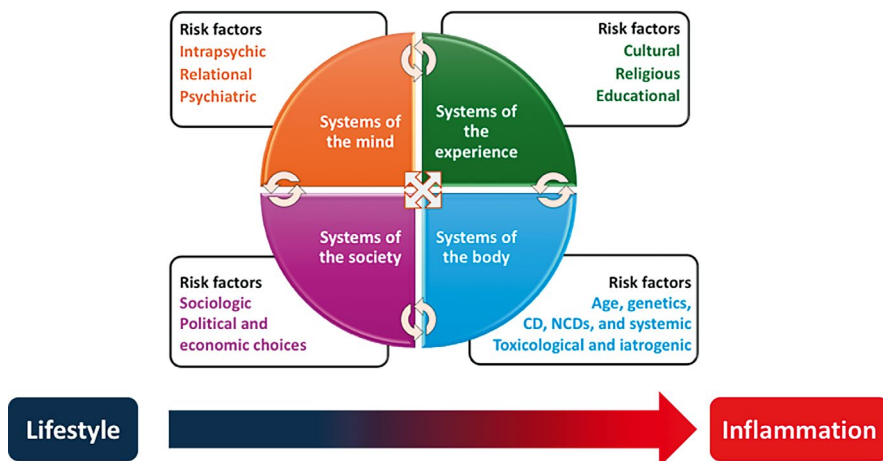 Risk factors
Intrapsychic
Relational
Psychiatric
Risk factors
Cultural
Religious
Educational
Systems of
the mind
Systems of
the
experience
Systems of
the society
Systems of
the body
Risk factors
Sociologic
Political and
economic choices
Risk factors
Age, genetics,
CD, NCDs, and systemic
Toxicological and iatrogenic
Lifestyle
Inflammation